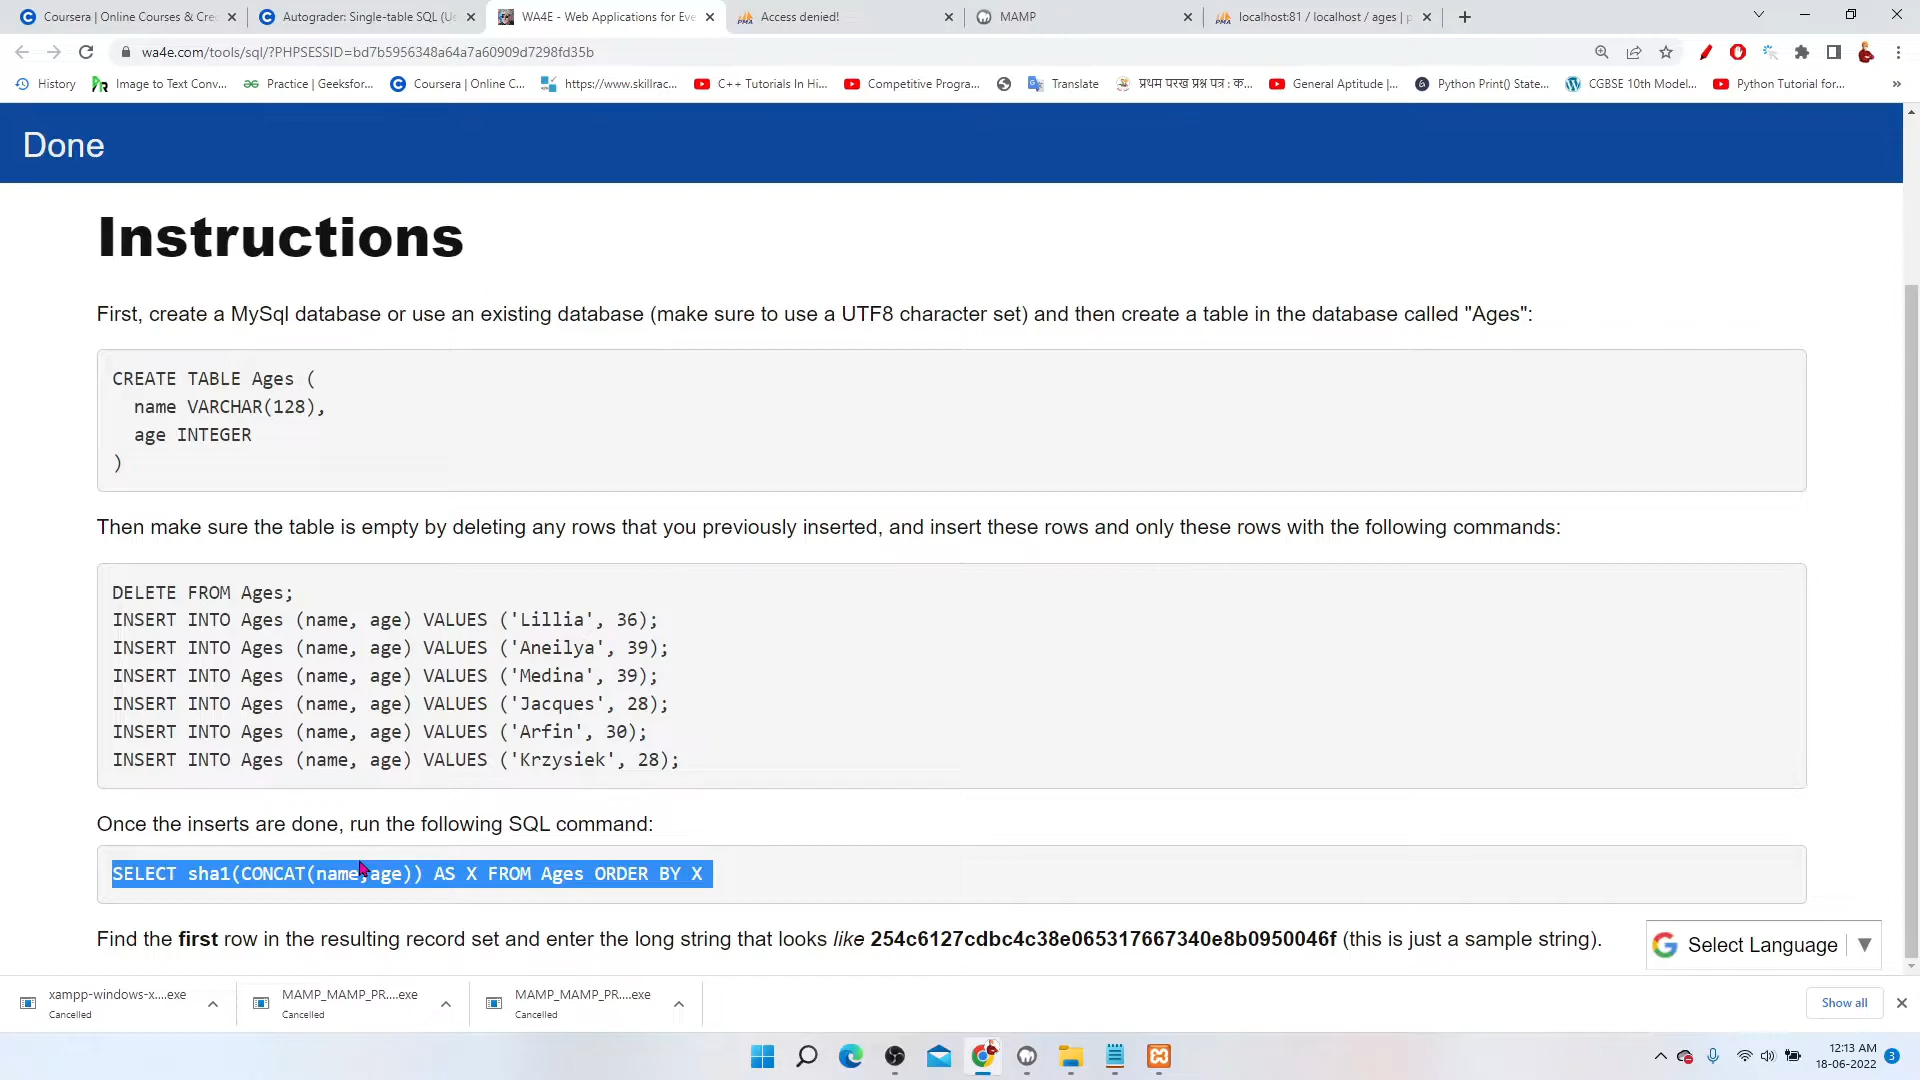 Coursera | Online Courses & Cre
Autograder: Single-table SQL (U
WA4E - Web Applications for Eve
Access denied!
MAMP
localhost:81 / localhost / ages | p
wa4e.com/tools/sql/?PHPSESSID=bd7b5956348a64a7a60909d7298fd35b
History
Image to Text Conv...
Practice | Geeksfor...
Coursera | Online C...
https://www.skillrac...
C++ Tutorials In Hi...
Competitive Progra...
Translate
प्रथम परख प्रश्न पत्र : क...
General Aptitude |...
Python Print() State...
CGBSE 10th Model...
Python Tutorial for...
»
Done
Instructions
First, create a MySql database or use an existing database (make sure to use a UTF8 character set) and then create a table in the database called "Ages":
CREATE TABLE Ages (
name VARCHAR(128),
age INTEGER
)
Then make sure the table is empty by deleting any rows that you previously inserted, and insert these rows and only these rows with the following commands:
DELETE FROM Ages;
INSERT INTO Ages (name, age) VALUES ('Lillia', 36);
INSERT INTO Ages (name, age) VALUES ('Aneilya', 39);
INSERT INTO Ages (name, age) VALUES ('Medina', 39);
INSERT INTO Ages (name, age) VALUES ('Jacques', 28);
INSERT INTO Ages (name, age) VALUES ('Arfin', 30);
INSERT INTO Ages (name, age) VALUES ('Krzysiek', 28);
Once the inserts are done, run the following SQL command:
SELECT sha1(CONCAT(name,age)) AS X FROM Ages ORDER BY X
Find the first row in the resulting record set and enter the long string that looks like 254c6127cdbc4c38e065317667340e8b0950046f (this is just a sample string).
Select Language
xampp-windows-x....exe
Cancelled
MAMP_MAMP_PR....exe
Cancelled
MAMP_MAMP_PR....exe
Cancelled
Show all
12:13 AM
18-06-2022
3